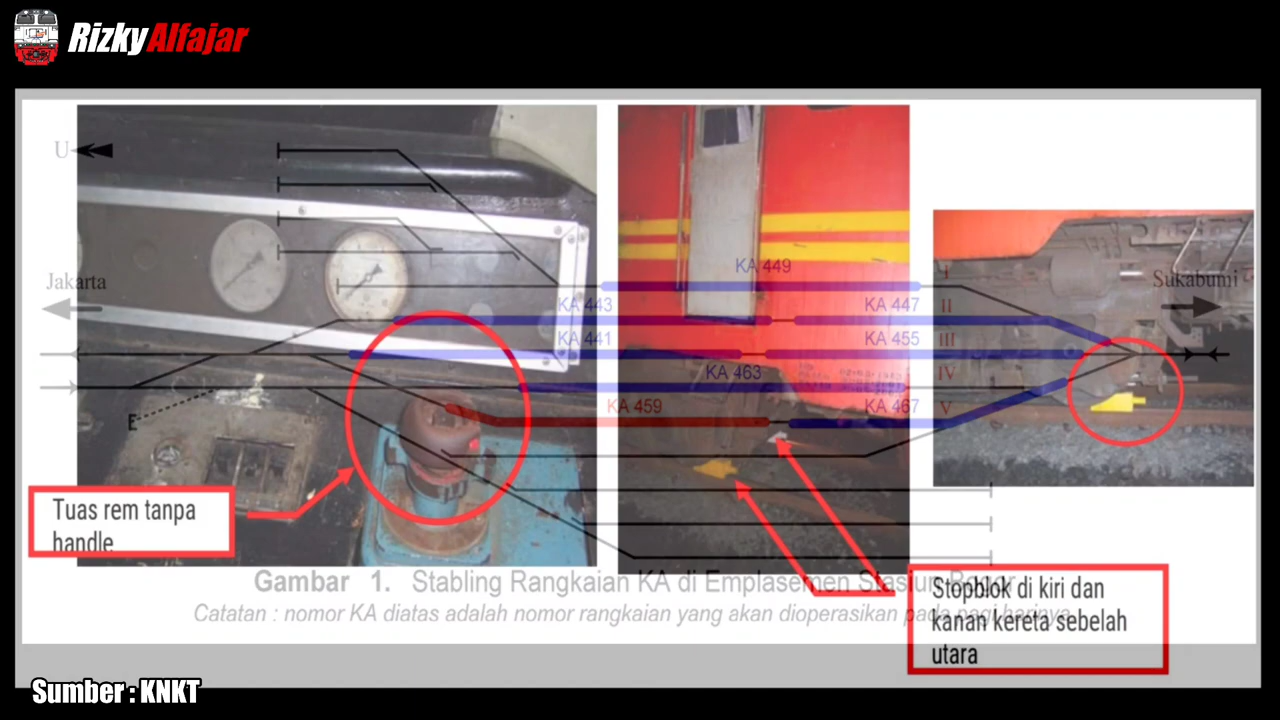 Rizky Alfajar
U
Jakarta
KA 449
I
Sukabumi
KA 443
KA 447
II
KA 441
KA 455
III
KA 463
IV
KA 459
KA 467
V
E
Tuas rem tanpa
handle
Gambar 1. Stabling Rangkaian KA di Emplasemen Stasiun Bogor
Catatan : nomor KA diatas adalah nomor rangkaian yang akan dioperasikan pada pagi harinya
Stopblok di kiri dan
kanan kereta sebelah
utara
Sumber : KNKT